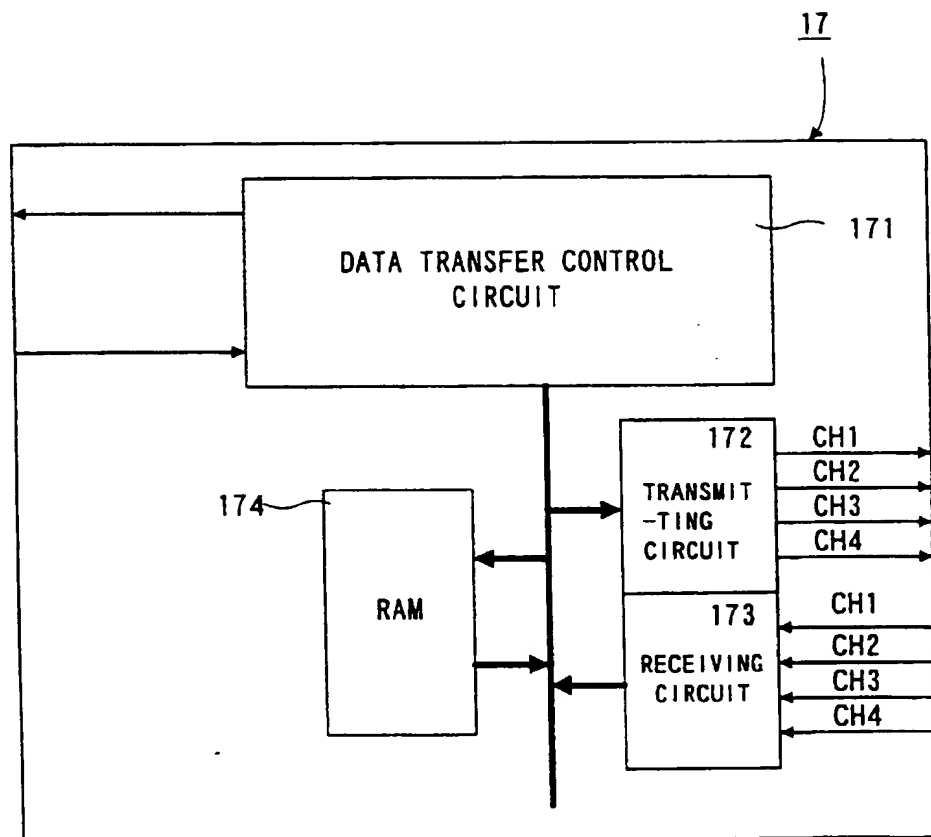 17
171
DATA TRANSFER CONTROL
CIRCUIT
172
TRANSMIT
-TING
CIRCUIT
CH1
CH2
CH3
CH4
174
RAM
173
RECEIVING
CIRCUIT
CH1
CH2
CH3
CH4